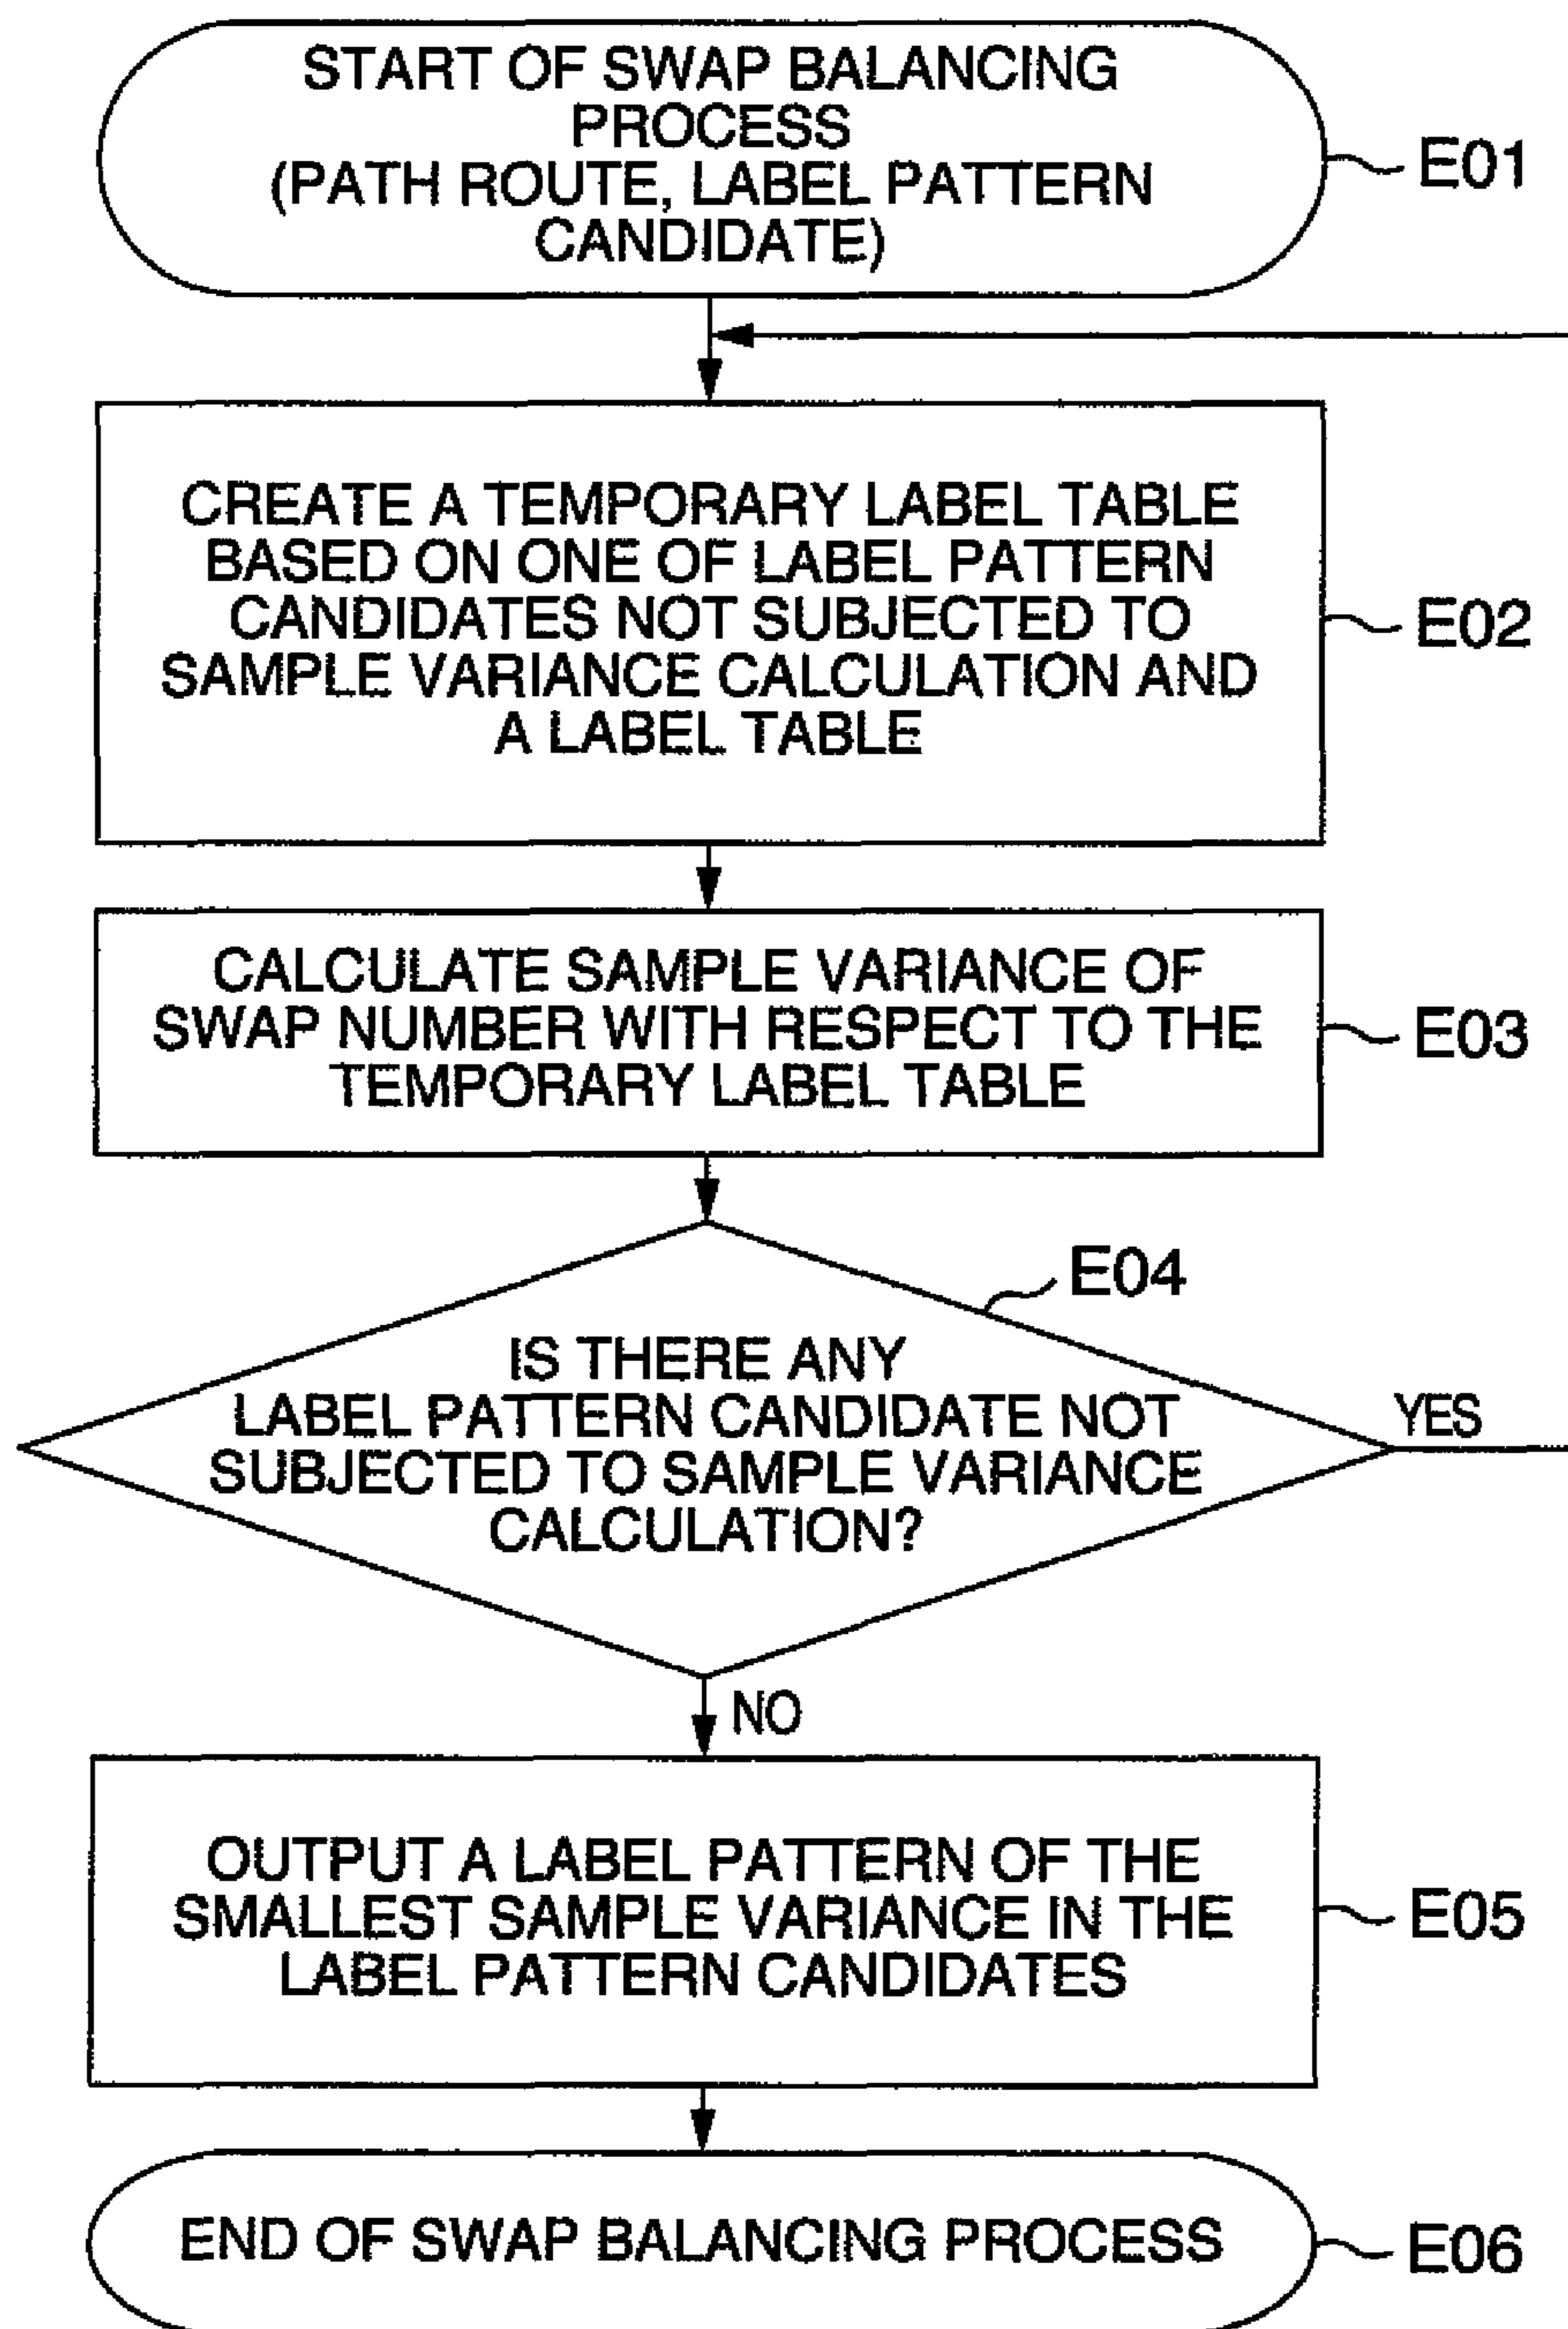 START OF SWAP BALANCING
PROCESS
(PATH ROUTE, LABEL PATTERN
CANDIDATE)
E01
CREATE A TEMPORARY LABEL TABLE
BASED ON ONE OF LABEL PATTERN
CANDIDATES NOT SUBJECTED TO
SAMPLE VARIANCE CALCULATION AND
A LABEL TABLE
E02
CALCULATE SAMPLE VARIANCE OF
SWAP NUMBER WITH RESPECT TO THE
TEMPORARY LABEL TABLE
E03
E04
IS THERE ANY
LABEL PATTERN CANDIDATE NOT
SUBJECTED TO SAMPLE VARIANCE
CALCULATION?
YES
NO
OUTPUT A LABEL PATTERN OF THE
SMALLEST SAMPLE VARIANCE IN THE
LABEL PATTERN CANDIDATES
E05
END OF SWAP BALANCING PROCESS
E06